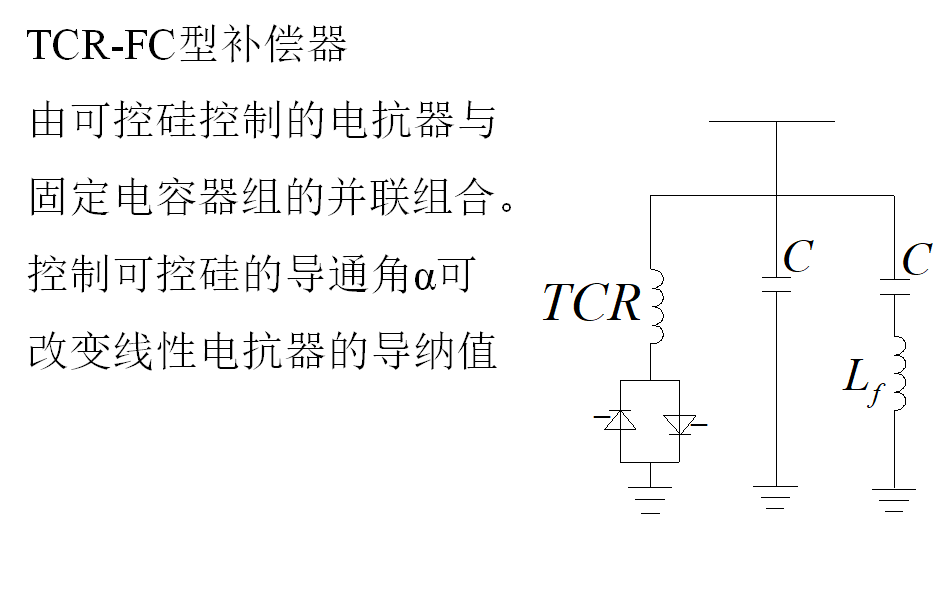 TCR-FC型补偿器
由可控硅控制的电抗器与
固定电容器组的并联组合。
控制可控硅的导通角α可
改变线性电抗器的导纳值
C
C
TCR
L_f